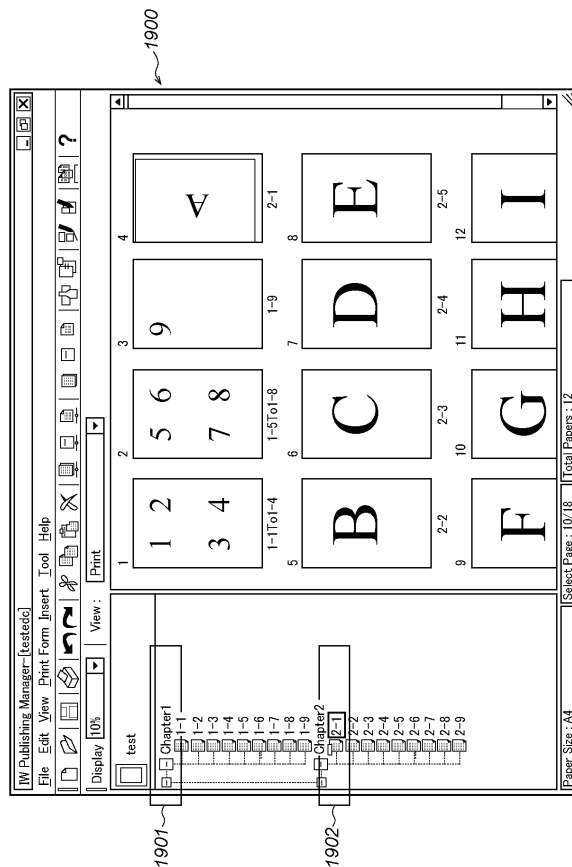 1900
IW Publishing Manager-[testedc]
File Edit View Print Form Insert Tool Help
?
Display 10% View : Print
test
1901
Chapter1
1-1
1-2
1-3
1-4
1-5
1-6
1-7
1-8
1-9
1902
Chapter2
2-1
2-2
2-3
2-4
2-5
2-6
2-7
2-8
2-9
1 2 3 4
1 2 5 6 9 A
3 4 7 8
1-1To1-4 1-5To1-8 1-9 2-1
5 6 7 8
B C D E
2-2 2-3 2-4 2-5
9 10 11 12
F G H I
Paper Size : A4 Select Page : 10/18 Total Papers : 12